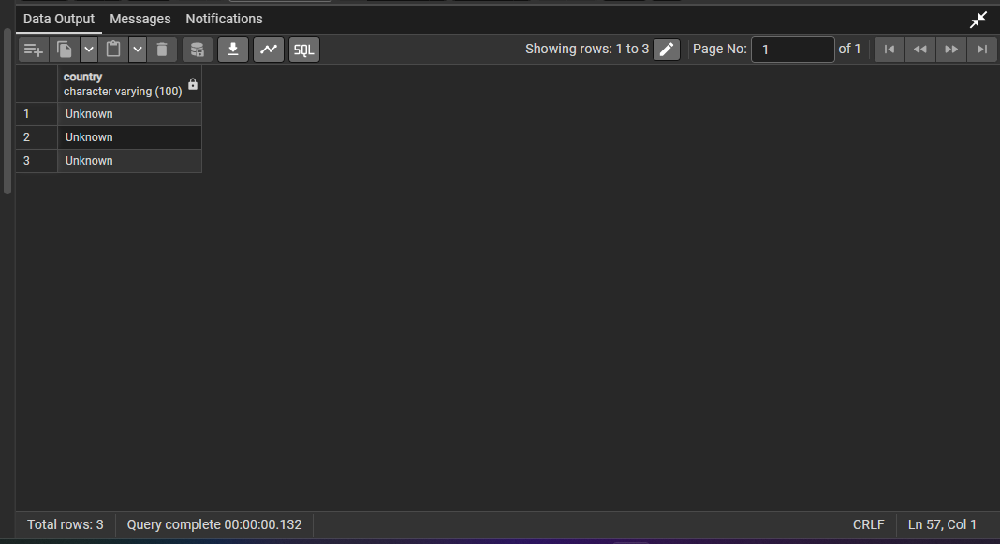 Data Output Messages Notifications
SQL Showing rows: 1 to 3 Page No: 1 of 1
country
character varying (100)
1 Unknown
2 Unknown
3 Unknown
Total rows: 3 Query complete 00:00:00.132 CRLF Ln 57, Col 1